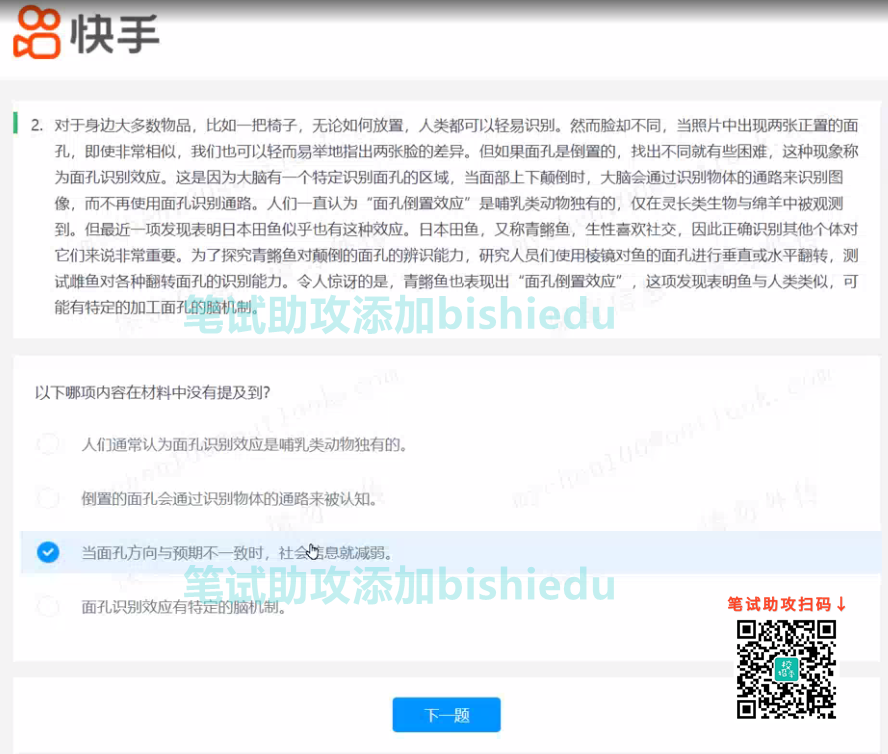 快手
2. 对于身边大多数物品，比如一把椅子，无论如何放置，人类都可以轻易识别。然而脸却不同，当照片中出现两张正置的面
孔，即使非常相似，我们也可以轻而易举地指出两张脸的差异。但如果面孔是倒置的，找出不同就有些困难，这种现象称
为面孔识别效应。这是因为大脑有一个特定识别面孔的区域，当面部上下颠倒时，大脑会通过识别物体的通路来识别图
像，而不再使用面孔识别通路。人们一直认为“面孔倒置效应”是哺乳类动物独有的，仅在灵长类生物与绵羊中被观测
到。但最近一项发现表明日本田鱼似乎也有这种效应。日本田鱼，又称青鳉鱼，生性喜欢社交，因此正确识别其他个体对
它们来说非常重要。为了探究青鳉鱼对颠倒的面孔的辨识能力，研究人员们使用棱镜对鱼的面孔进行垂直或水平翻转，测
试雌鱼对各种翻转面孔的识别能力。令人惊讶的是，青鳉鱼也表现出“面孔倒置效应”，这项发现表明鱼与人类类似，可
能有特定的加工面孔的脑机制。
笔试助攻添加bishiedu
以下哪项内容在材料中没有提及到?
人们通常认为面孔识别效应是哺乳类动物独有的。
倒置的面孔会通过识别物体的通路来被认知。
当面孔方向与预期不一致时，社会信息就减弱。
笔试助攻添加bishiedu
面孔识别效应有特定的脑机制。
笔试助攻扫码↓
下一题